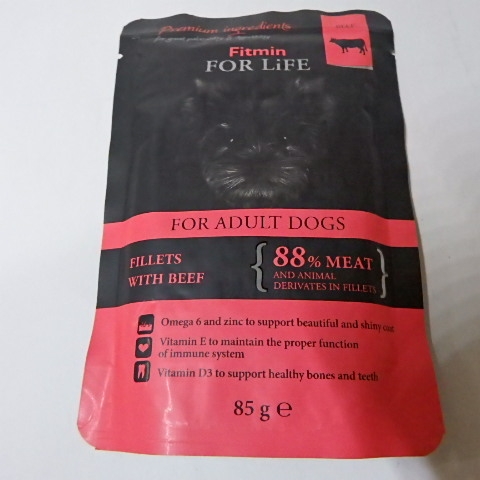 Premium ingredients
BEEF
Fitmin
FOR LiFE
FOR ADULT DOGS
FILLETS
WITH BEEF
88% MEAT
AND ANIMAL
DERIVATES IN FILLETS
Omega 6 and zinc to support beautiful and shiny coat
Vitamin E to maintain the proper function
of immune system
Vitamin D3 to support healthy bones and teeth
85 g ℮